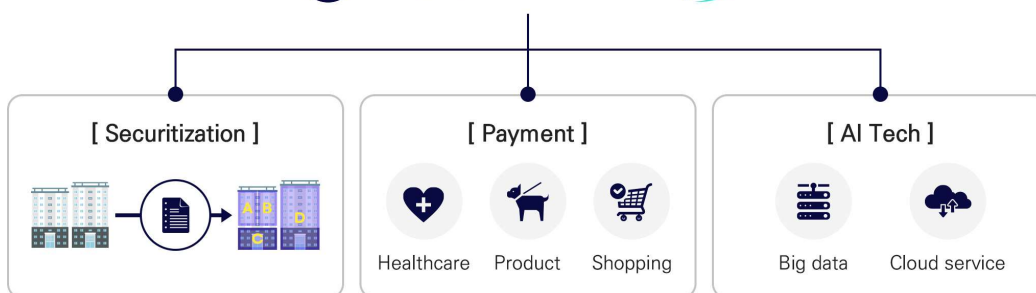 [ Securitization ]
A B
C
D
[ Payment ]
Healthcare Product Shopping
[ AI Tech ]
Big data Cloud service